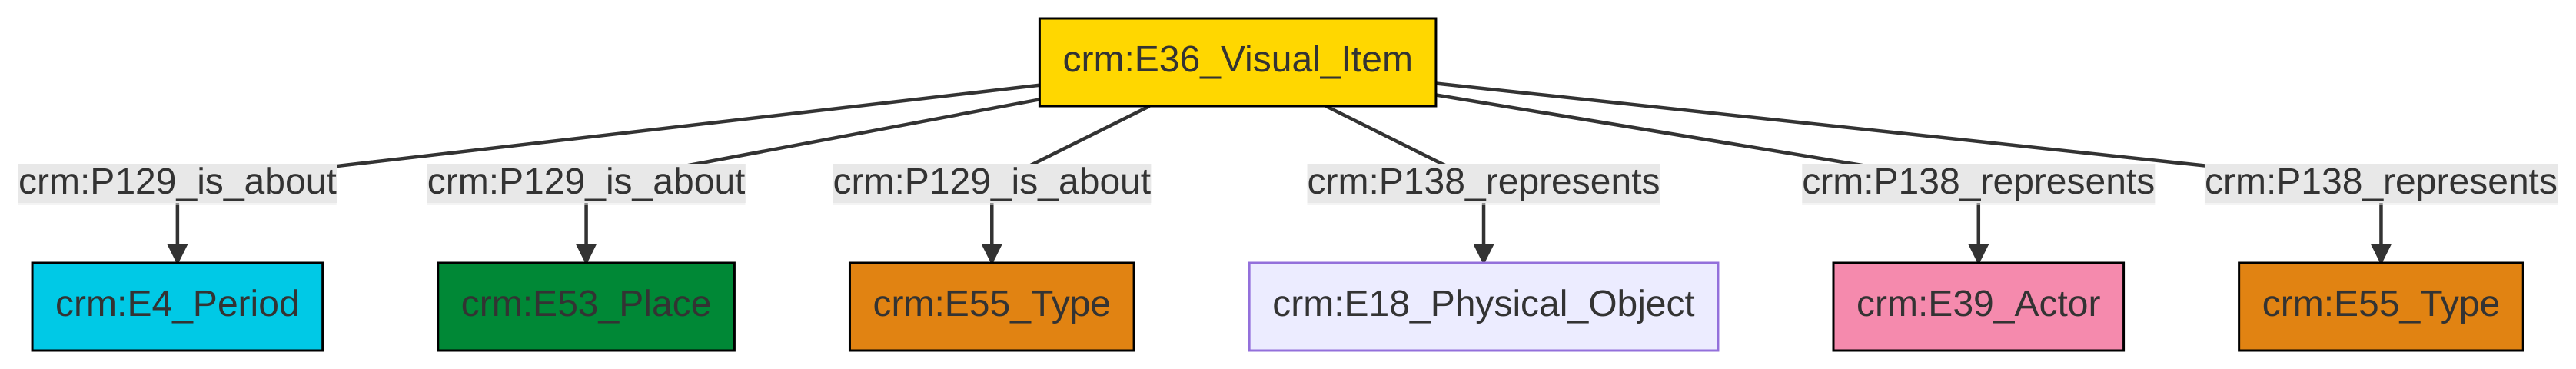 crm:E36_Visual_Item
crm:P129_is_about
crm:P129_is_about
crm:P129_is_about
crm:P138_represents
crm:P138_represents
crm:P138_represents
crm:E4_Period
crm:E53_Place
crm:E55_Type
crm:E18_Physical_Object
crm:E39_Actor
crm:E55_Type